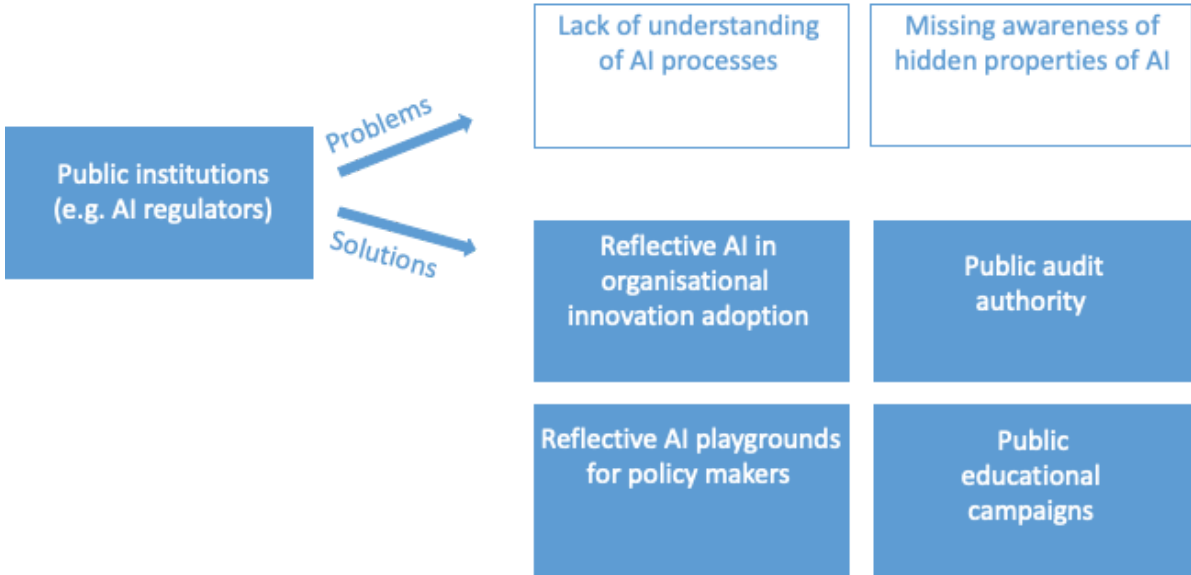 Public institutions
(e.g. AI regulators)
Problems
Solutions
Lack of understanding
of AI processes
Missing awareness of
hidden properties of AI
Reflective AI in
organisational
innovation adoption
Public audit
authority
Reflective AI playgrounds
for policy makers
Public
educational
campaigns